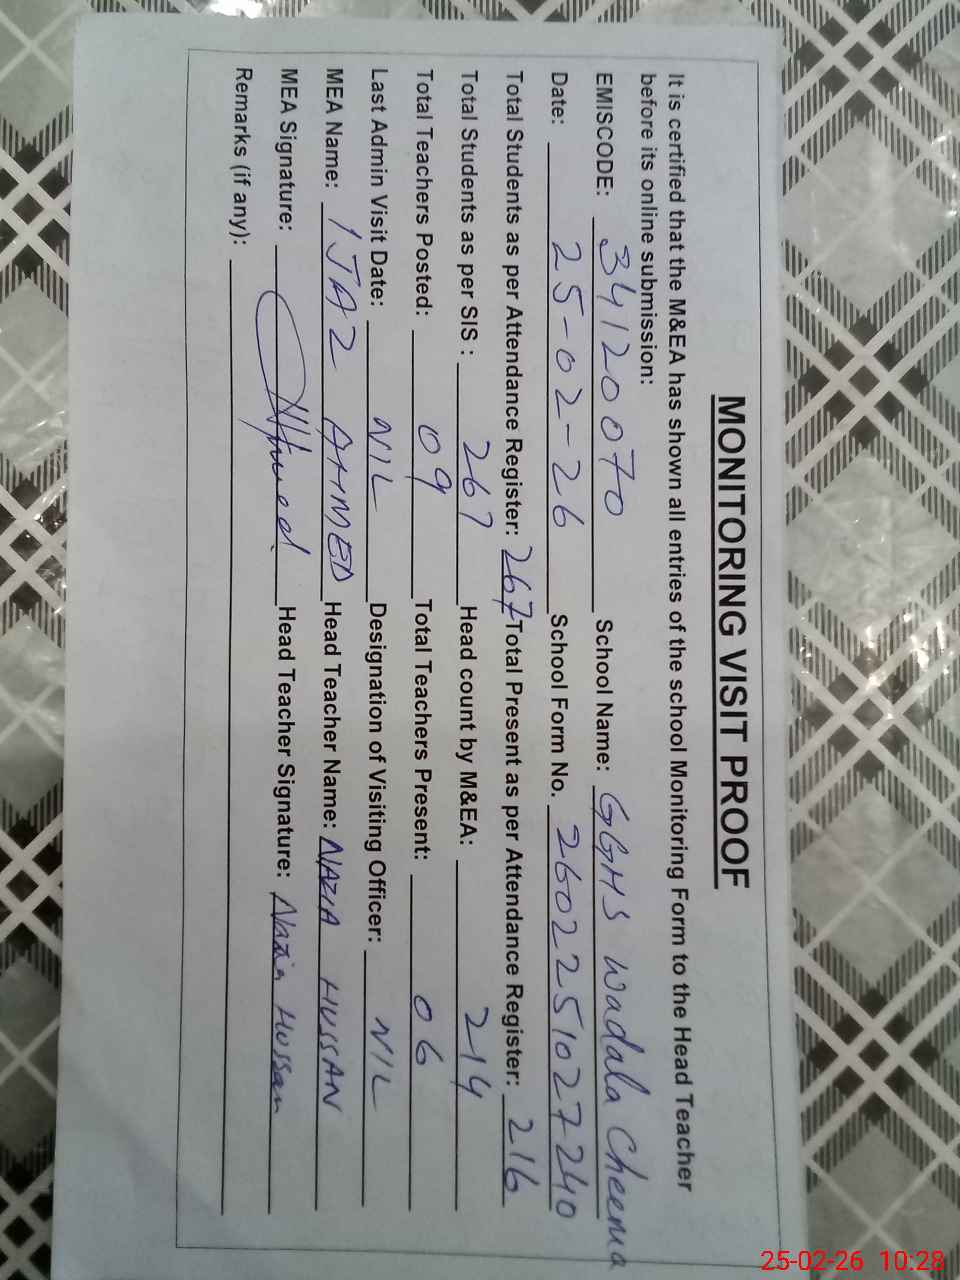 MONITORING VISIT PROOF
It is certified that the M&EA has shown all entries of the school Monitoring Form to the Head Teacher
before its online submission:
EMISCODE: 34120070 School Name: GGHS Wadala Cheema
Date: 25-02-26 School Form No. 2602251027240
Total Students as per Attendance Register: 267 Total Present as per Attendance Register: 216
Total Students as per SIS : 267 Head count by M&EA: 214
Total Teachers Posted: 09 Total Teachers Present: 06
Last Admin Visit Date: NIL Designation of Visiting Officer: NIL
MEA Name: IJAZ AHMED Head Teacher Name: NAZIA HUSSAN
MEA Signature: Ahmed Head Teacher Signature: Nazia Hussan
Remarks (if any):
25-02-26 10:28